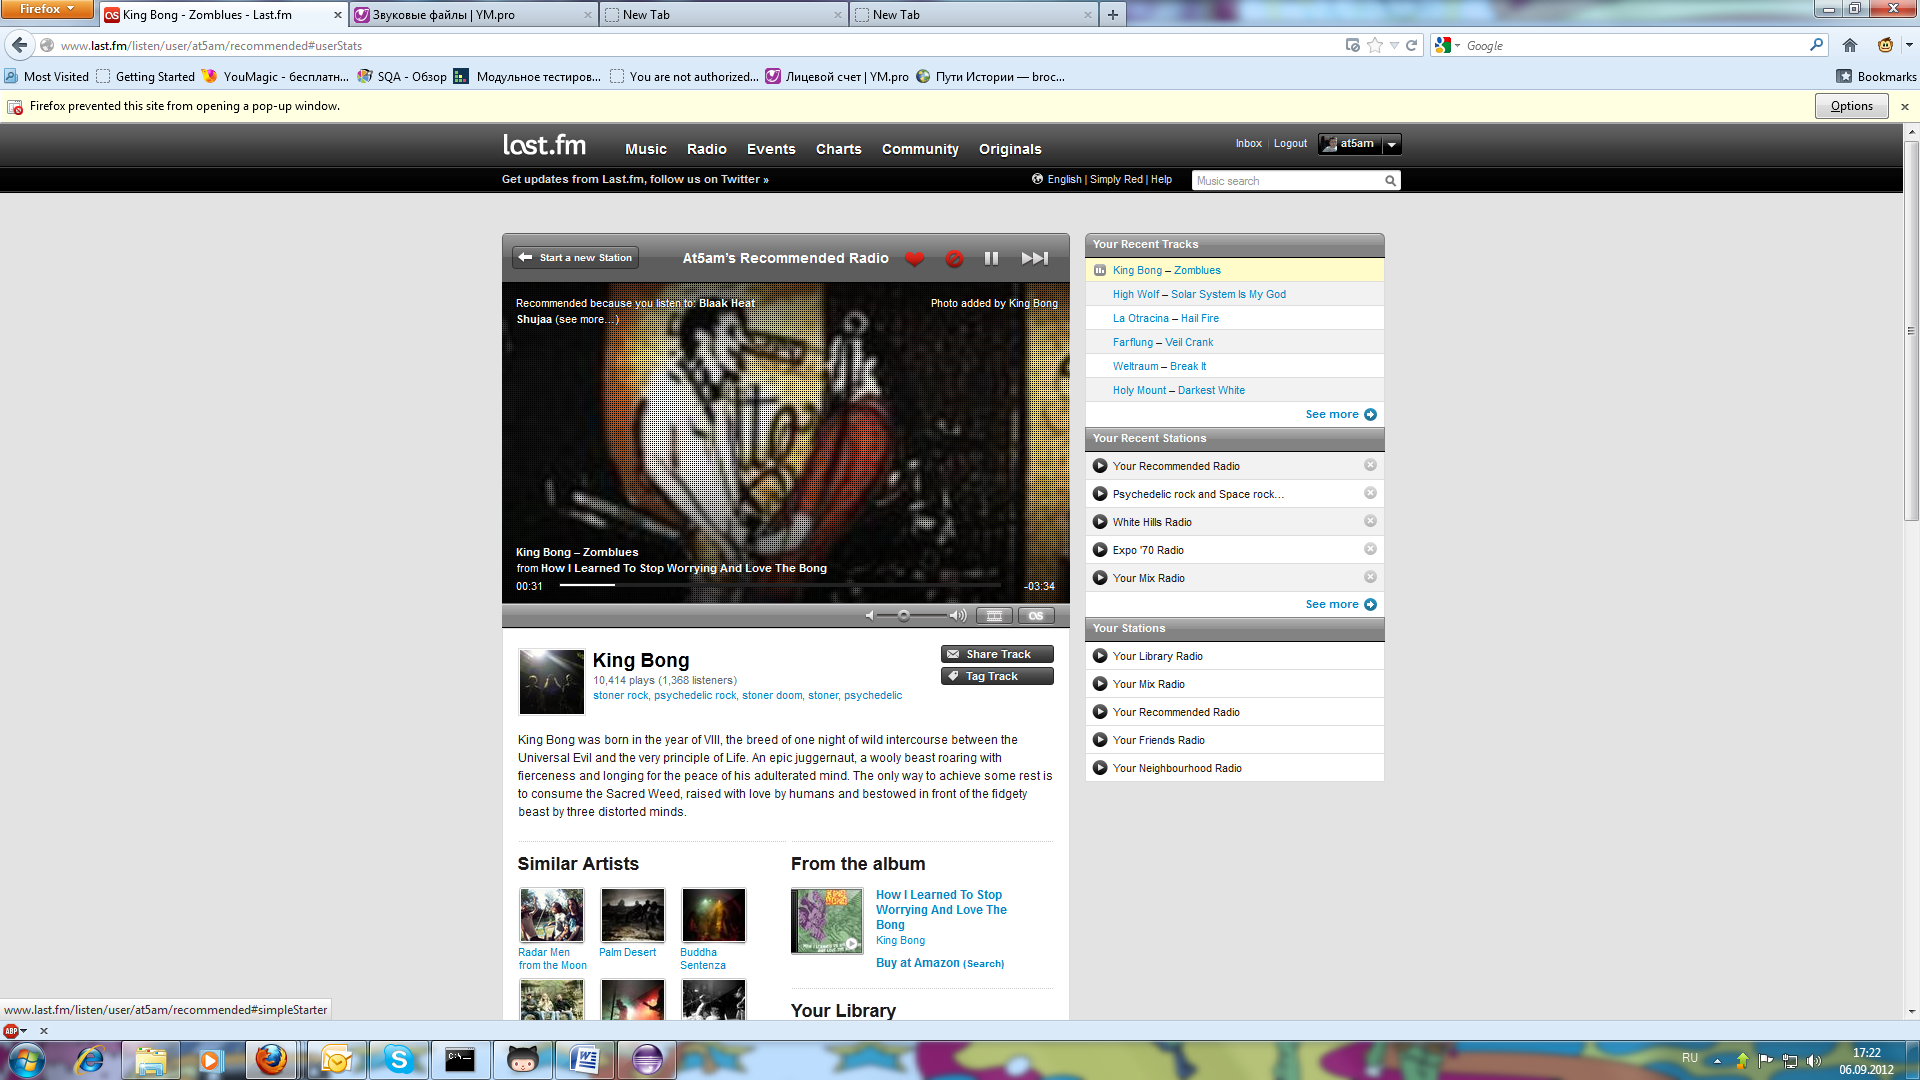 Firefox
King Bong - Zomblues - Last.fm
Звуковые файлы | YM.pro
New Tab
New Tab
www.last.fm/listen/user/at5am/recommended#userStats
Google
Most Visited
Getting Started
YouMagic - бесплатн...
SQA - Обзор
Модульное тестиров...
You are not authorized...
Лицевой счет | YM.pro
Пути Истории — broc...
Bookmarks
Firefox prevented this site from opening a pop-up window.
Options
last.fm
Music
Radio
Events
Charts
Community
Originals
Inbox
Logout
at5am
Get updates from Last.fm, follow us on Twitter »
English | Simply Red | Help
Music search
Start a new Station
At5am's Recommended Radio
Recommended because you listen to: Blaak Heat
Shujaa (see more...)
Photo added by King Bong
King Bong – Zomblues
from How I Learned To Stop Worrying And Love The Bong
00:31
-03:34
King Bong
10,414 plays (1,368 listeners)
stoner rock, psychedelic rock, stoner doom, stoner, psychedelic
Share Track
Tag Track
King Bong was born in the year of VIII, the breed of one night of wild intercourse between the
Universal Evil and the very principle of Life. An epic juggernaut, a wooly beast roaring with
fierceness and longing for the peace of his adulterated mind. The only way to achieve some rest is
to consume the Sacred Weed, raised with love by humans and bestowed in front of the fidgety
beast by three distorted minds.
Similar Artists
Radar Men
from the Moon
Palm Desert
Buddha
Sentenza
From the album
How I Learned To Stop
Worrying And Love The
Bong
King Bong
Buy at Amazon (Search)
Your Library
Your Recent Tracks
King Bong – Zomblues
High Wolf – Solar System Is My God
La Otracina – Hail Fire
Farflung – Veil Crank
Weltraum – Break It
Holy Mount – Darkest White
See more
Your Recent Stations
Your Recommended Radio
Psychedelic rock and Space rock...
White Hills Radio
Expo '70 Radio
Your Mix Radio
See more
Your Stations
Your Library Radio
Your Mix Radio
Your Recommended Radio
Your Friends Radio
Your Neighbourhood Radio
www.last.fm/listen/user/at5am/recommended#simpleStarter
ABP
RU
17:22
06.09.2012